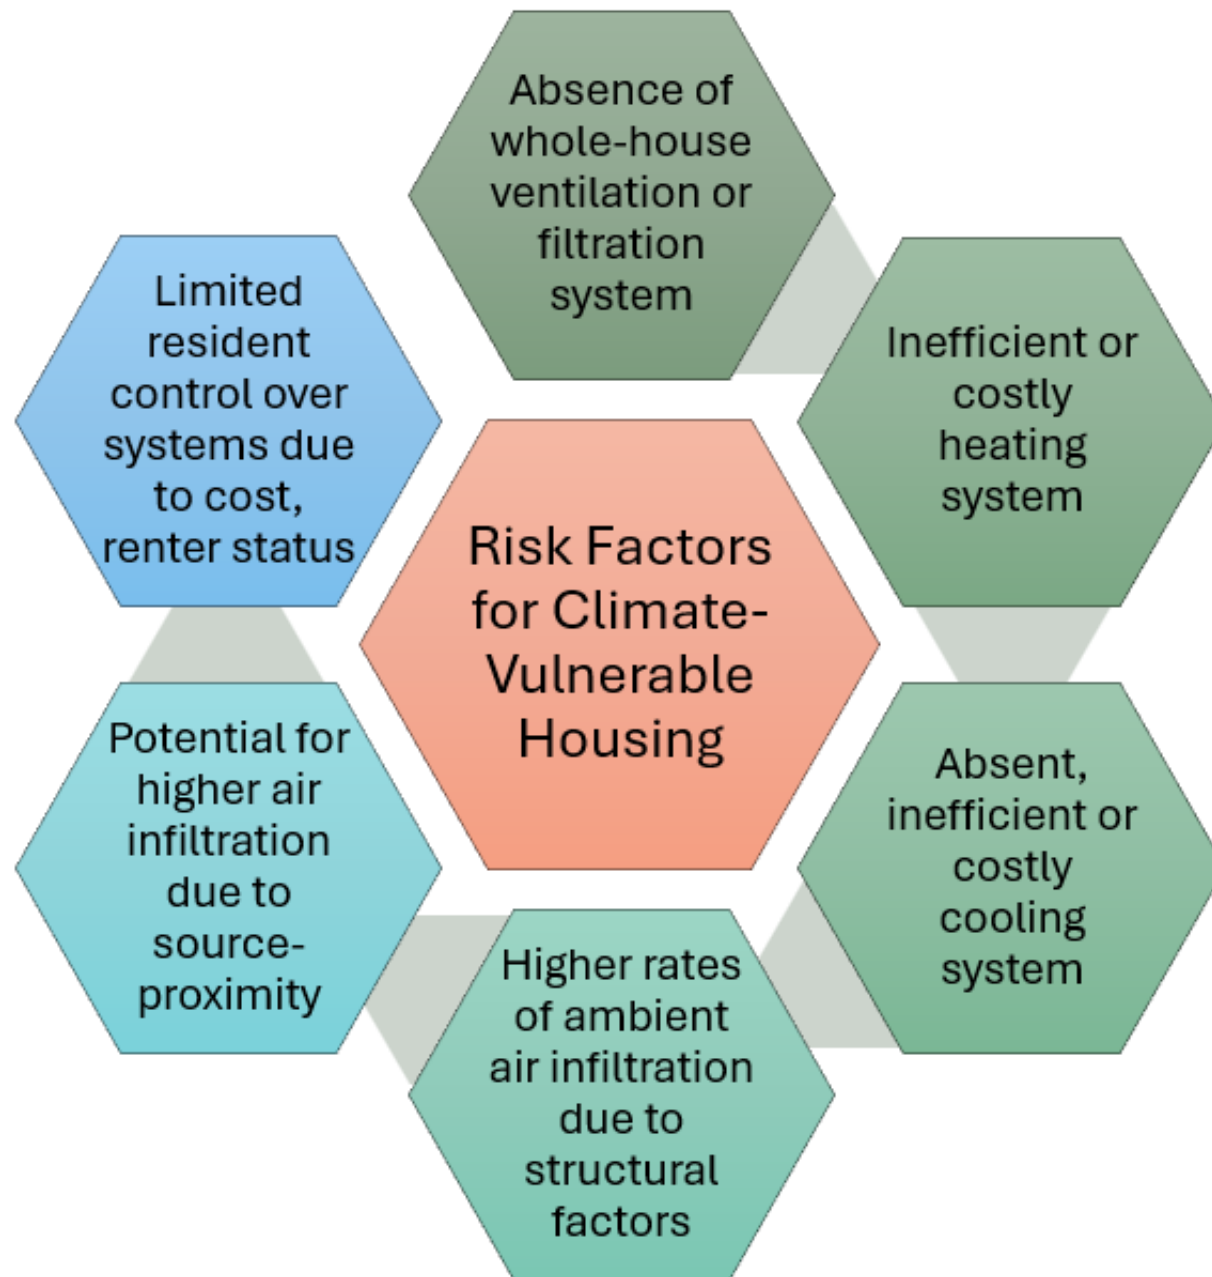 Absence of
whole-house
ventilation or
filtration
system
Inefficient or
costly
heating
system
Absent,
inefficient or
costly
cooling
system
Higher rates
of ambient
air infiltration
due to
structural
factors
Potential for
higher air
infiltration
due to
source-
proximity
Limited
resident
control over
systems due
to cost,
renter status
Risk Factors
for Climate-
Vulnerable
Housing